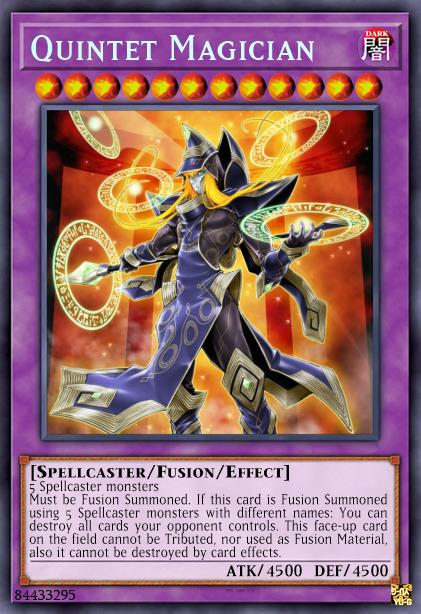 Quintet Magician
DARK
闇
[Spellcaster/Fusion/Effect]
5 Spellcaster monsters
Must be Fusion Summoned. If this card is Fusion Summoned
using 5 Spellcaster monsters with different names: You can
destroy all cards your opponent controls. This face-up card
on the field cannot be Tributed, nor used as Fusion Material,
also it cannot be destroyed by card effects.
ATK/4500 DEF/4500
84433295